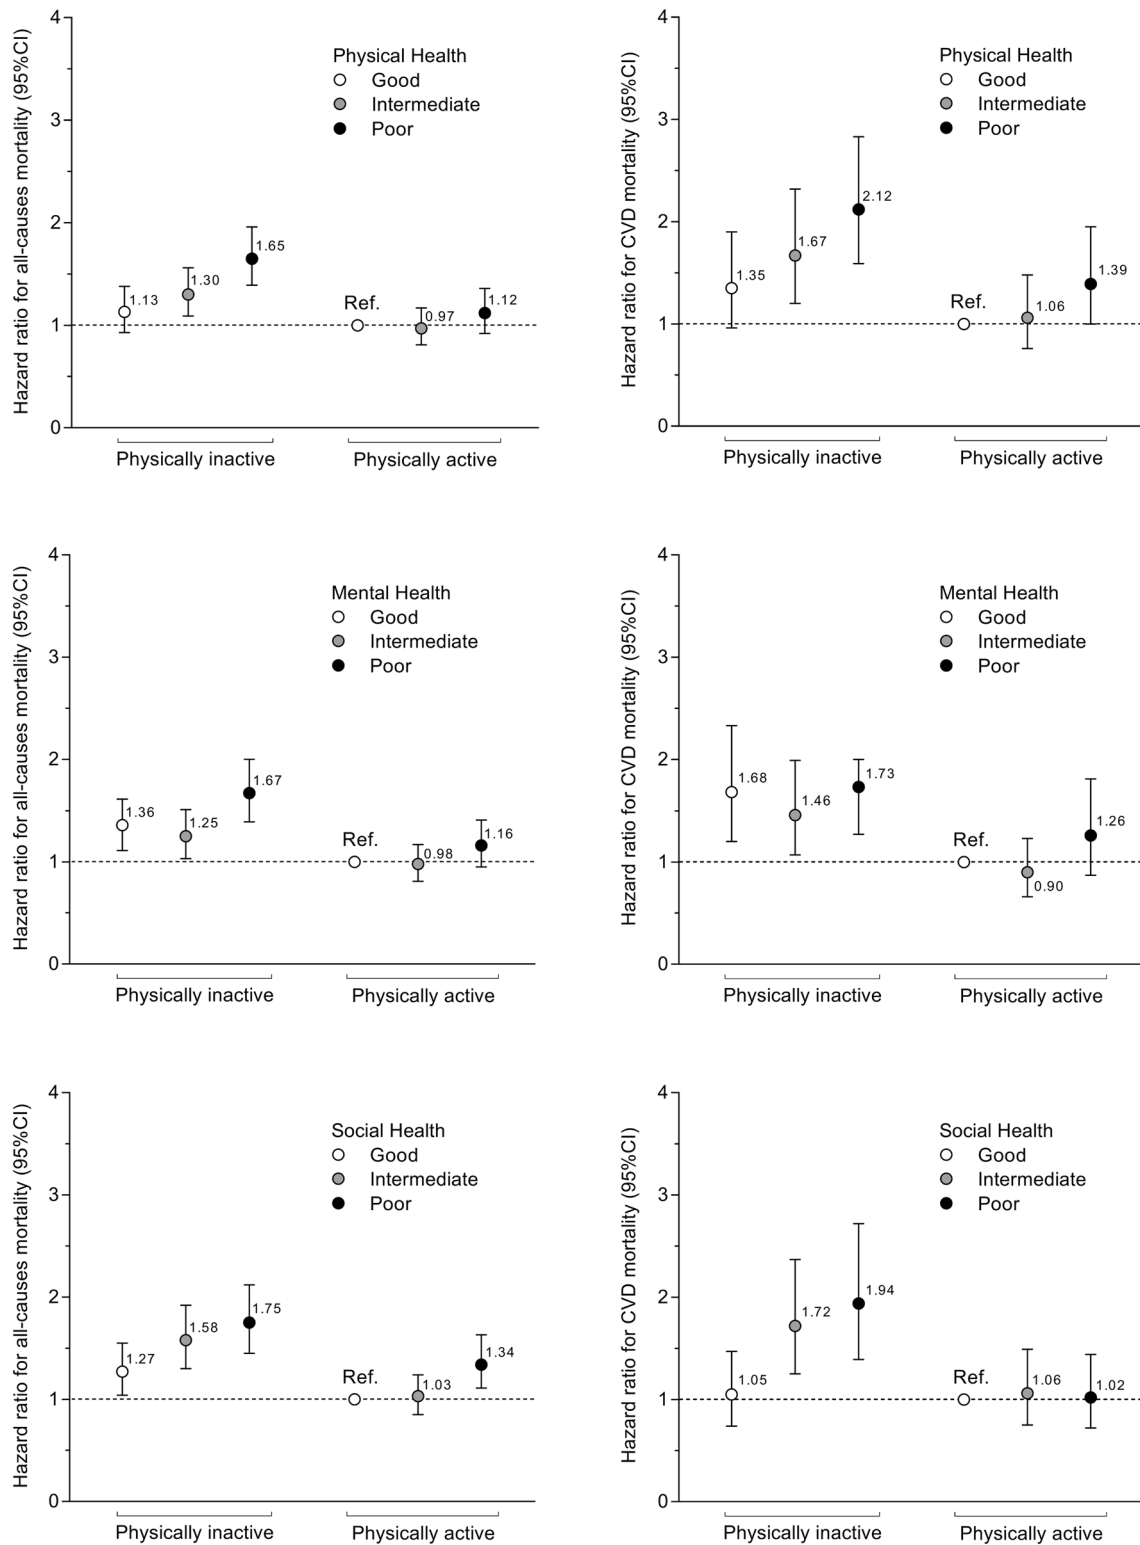 Hazard ratio for all-causes mortality (95%CI)
4
3
2
1
0
Physical Health
Good
Intermediate
Poor
1.13
1.30
1.65
Ref.
0.97
1.12
Physically inactive
Physically active
Hazard ratio for CVD mortality (95%CI)
4
3
2
1
0
Physical Health
Good
Intermediate
Poor
1.35
1.67
2.12
Ref.
1.06
1.39
Physically inactive
Physically active
Hazard ratio for all-causes mortality (95%CI)
4
3
2
1
0
Mental Health
Good
Intermediate
Poor
1.36
1.25
1.67
Ref.
0.98
1.16
Physically inactive
Physically active
Hazard ratio for CVD mortality (95%CI)
4
3
2
1
0
Mental Health
Good
Intermediate
Poor
1.68
1.46
1.73
Ref.
0.90
1.26
Physically inactive
Physically active
Hazard ratio for all-causes mortality (95%CI)
4
3
2
1
0
Social Health
Good
Intermediate
Poor
1.27
1.58
1.75
Ref.
1.03
1.34
Physically inactive
Physically active
Hazard ratio for CVD mortality (95%CI)
4
3
2
1
0
Social Health
Good
Intermediate
Poor
1.05
1.72
1.94
Ref.
1.06
1.02
Physically inactive
Physically active